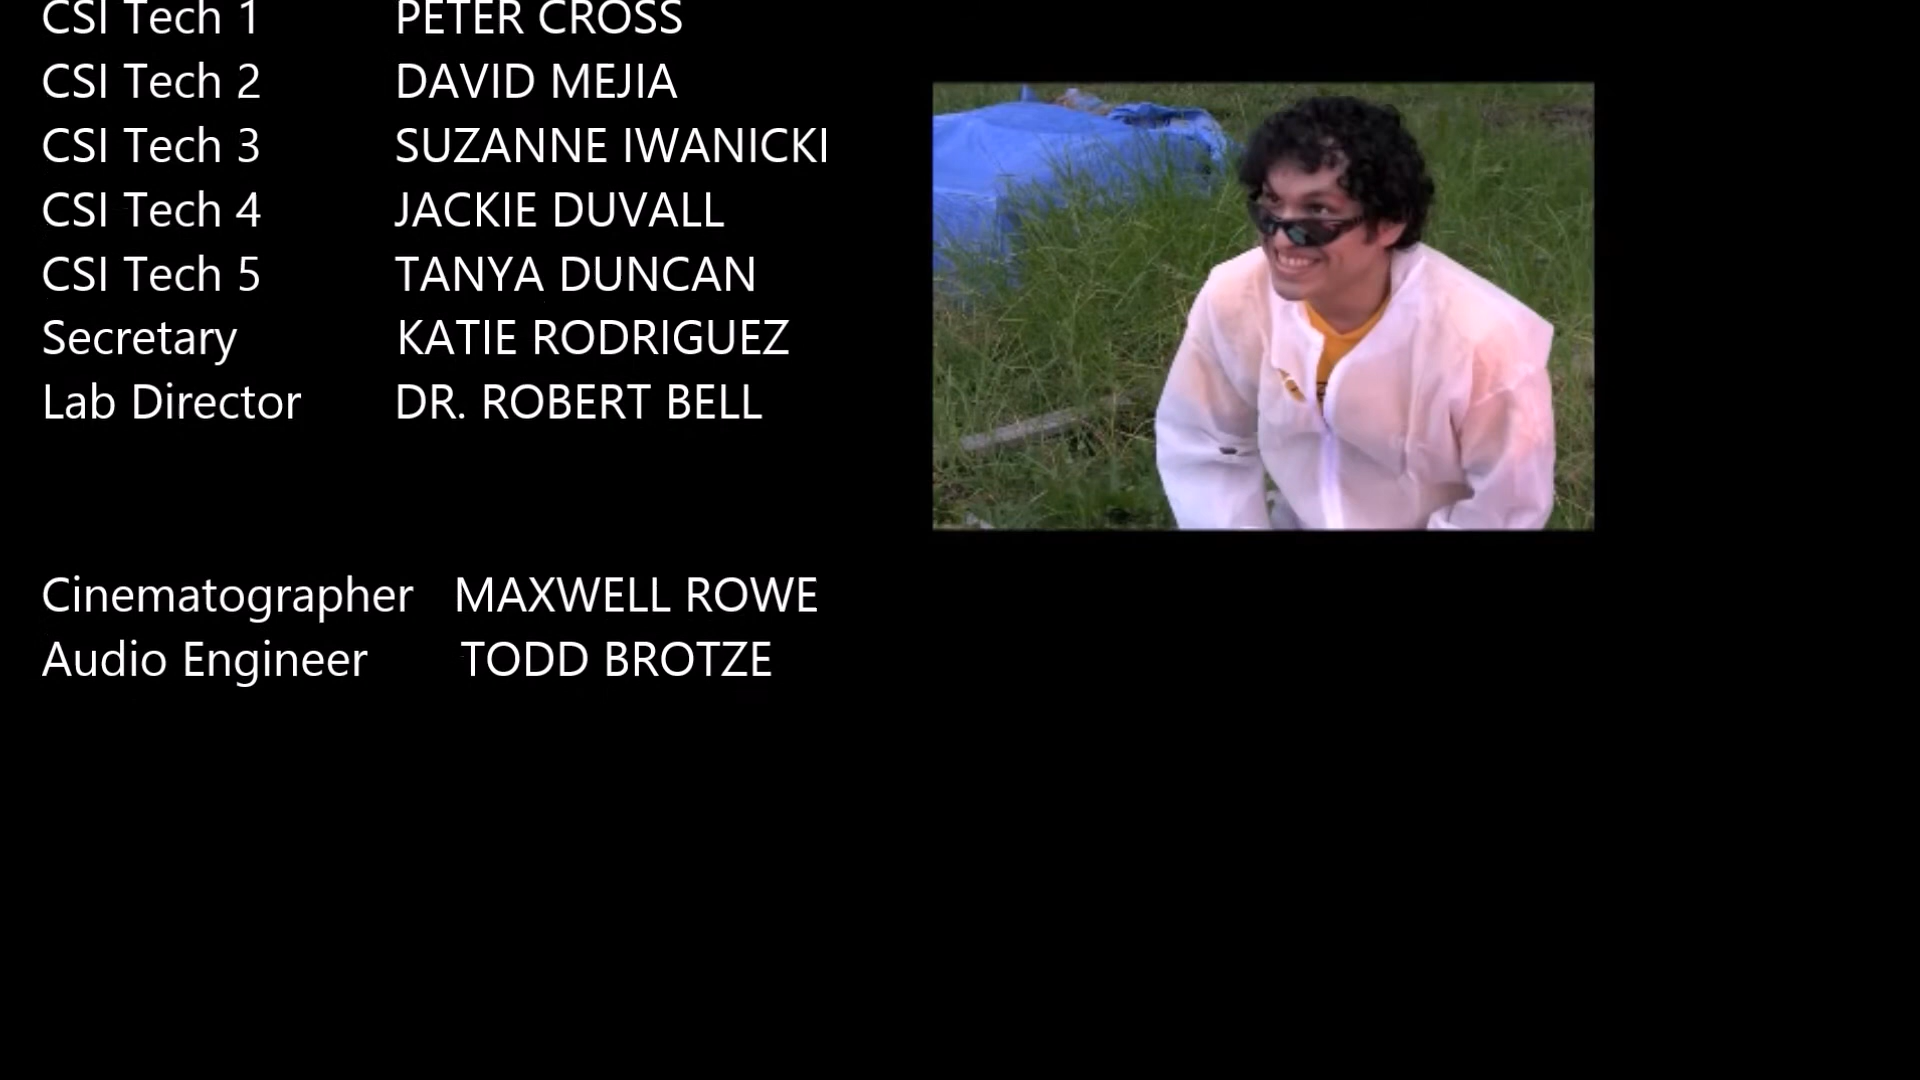 CSI Tech 1 PETER CROSS
CSI Tech 2 DAVID MEJIA
CSI Tech 3 SUZANNE IWANICKI
CSI Tech 4 JACKIE DUVALL
CSI Tech 5 TANYA DUNCAN
Secretary KATIE RODRIGUEZ
Lab Director DR. ROBERT BELL
Cinematographer MAXWELL ROWE
Audio Engineer TODD BROTZE